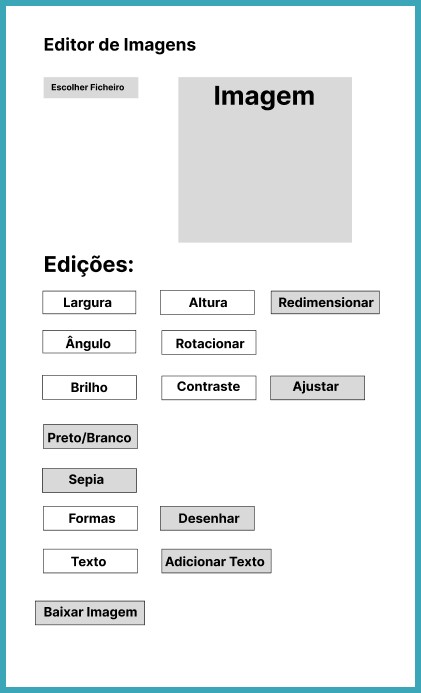 Editor de Imagens
Escolher Ficheiro
Imagem
Edições:
Largura Altura Redimensionar
Ângulo Rotacionar
Brilho Contraste Ajustar
Preto/Branco
Sepia
Formas Desenhar
Texto Adicionar Texto
Baixar Imagem